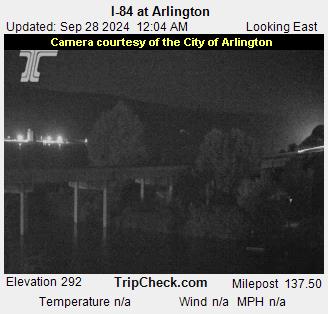 I-84 at Arlington
Updated: Sep 28 2024 12:04 AM Looking East
Camera courtesy of the City of Arlington
Elevation 292 TripCheck.com Milepost 137.50
Temperature n/a Wind n/a MPH n/a